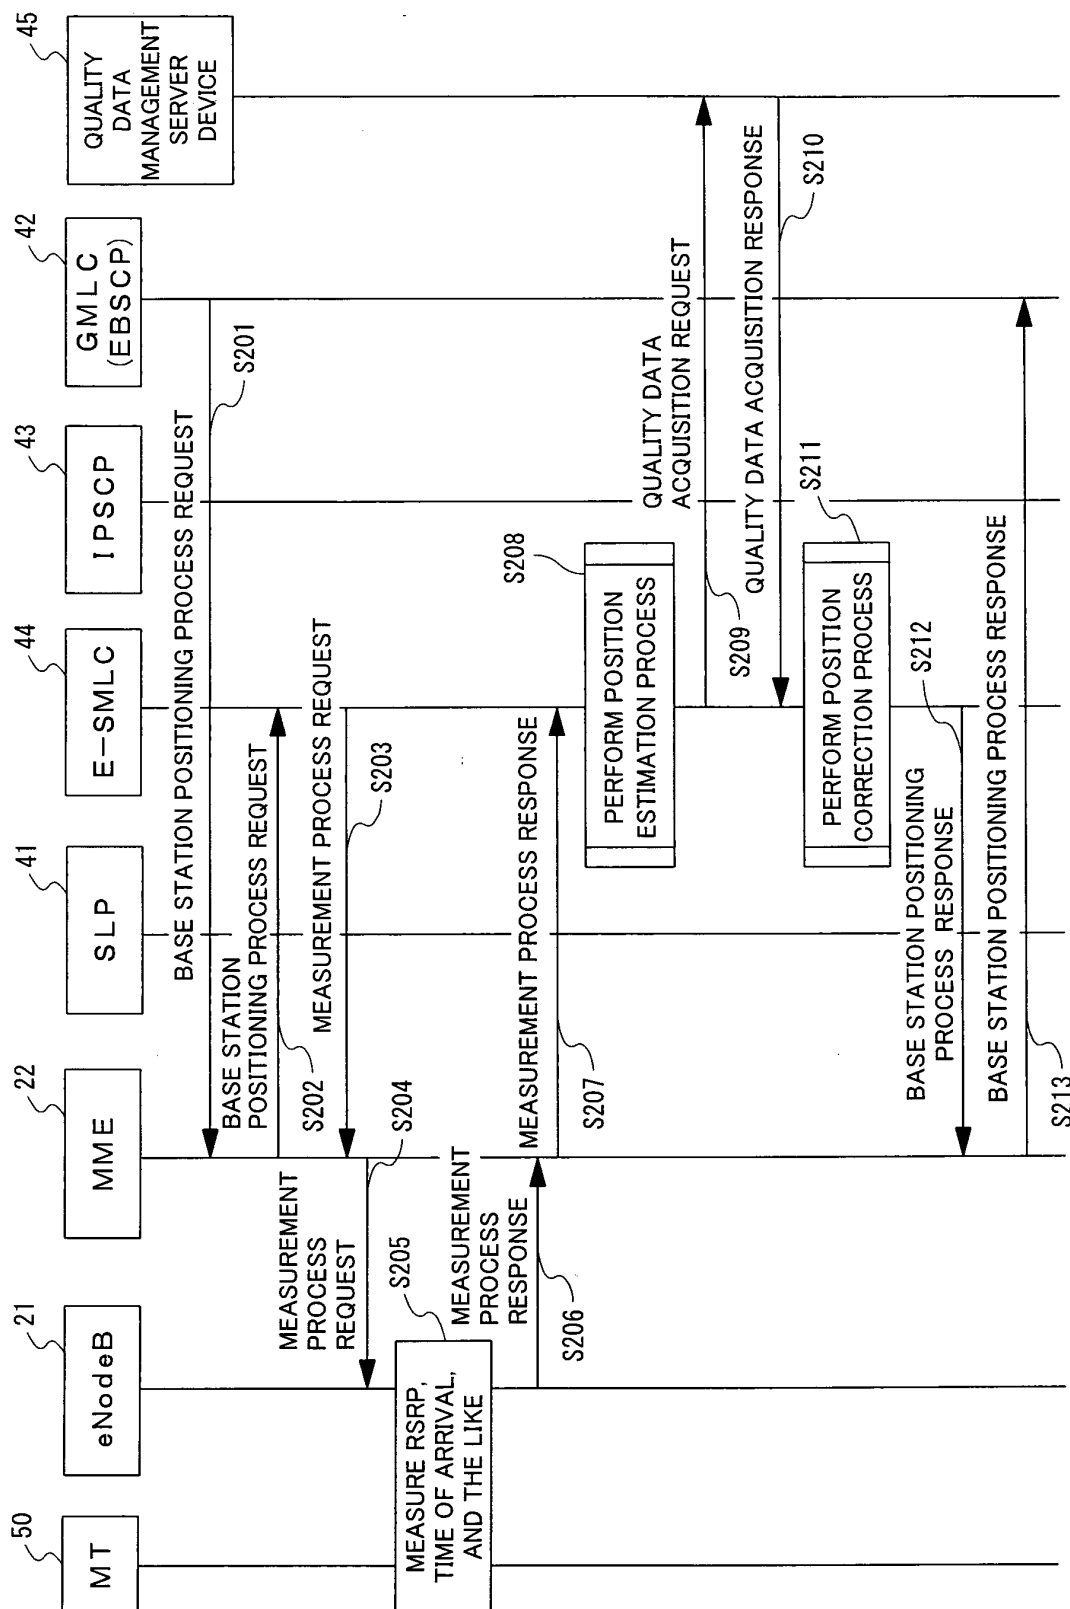 50
MT
21
eNodeB
22
MME
41
SLP
44
E-SMLC
43
IPSCP
42
GMLC
(EBSCP)
45
QUALITY
DATA
MANAGEMENT
SERVER
DEVICE
BASE STATION POSITIONING PROCESS REQUEST
S201
BASE STATION
POSITIONING PROCESS REQUEST
S202
MEASUREMENT PROCESS REQUEST
S203
MEASUREMENT
PROCESS
REQUEST
S204
MEASURE RSRP,
TIME OF ARRIVAL,
AND THE LIKE
S205
MEASUREMENT
PROCESS
RESPONSE
S206
MEASUREMENT PROCESS RESPONSE
S207
PERFORM POSITION
ESTIMATION PROCESS
S208
QUALITY DATA
ACQUISITION REQUEST
S209
QUALITY DATA ACQUISITION RESPONSE
S210
PERFORM POSITION
CORRECTION PROCESS
S211
BASE STATION POSITIONING
PROCESS RESPONSE
S212
BASE STATION POSITIONING PROCESS RESPONSE
S213